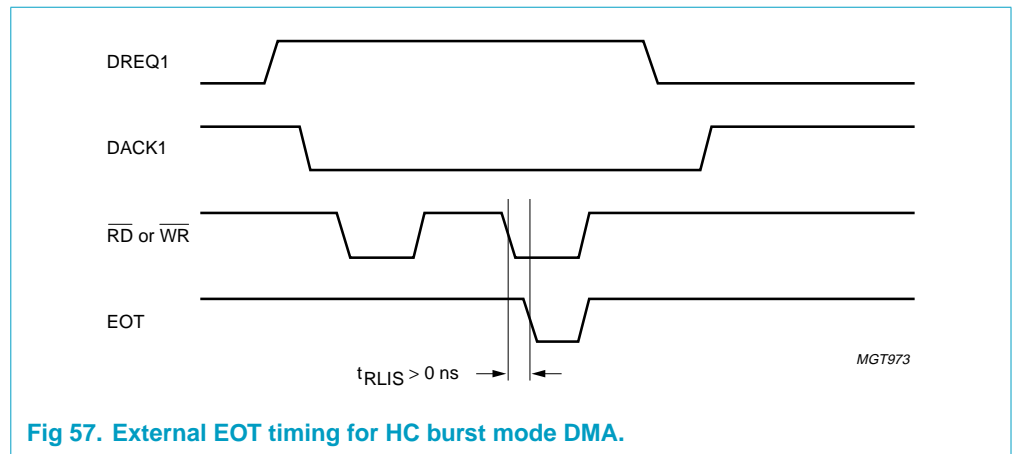 DREQ1
DACK1
RD or WR
EOT
tRLIS > 0 ns
MGT973
Fig 57. External EOT timing for HC burst mode DMA.